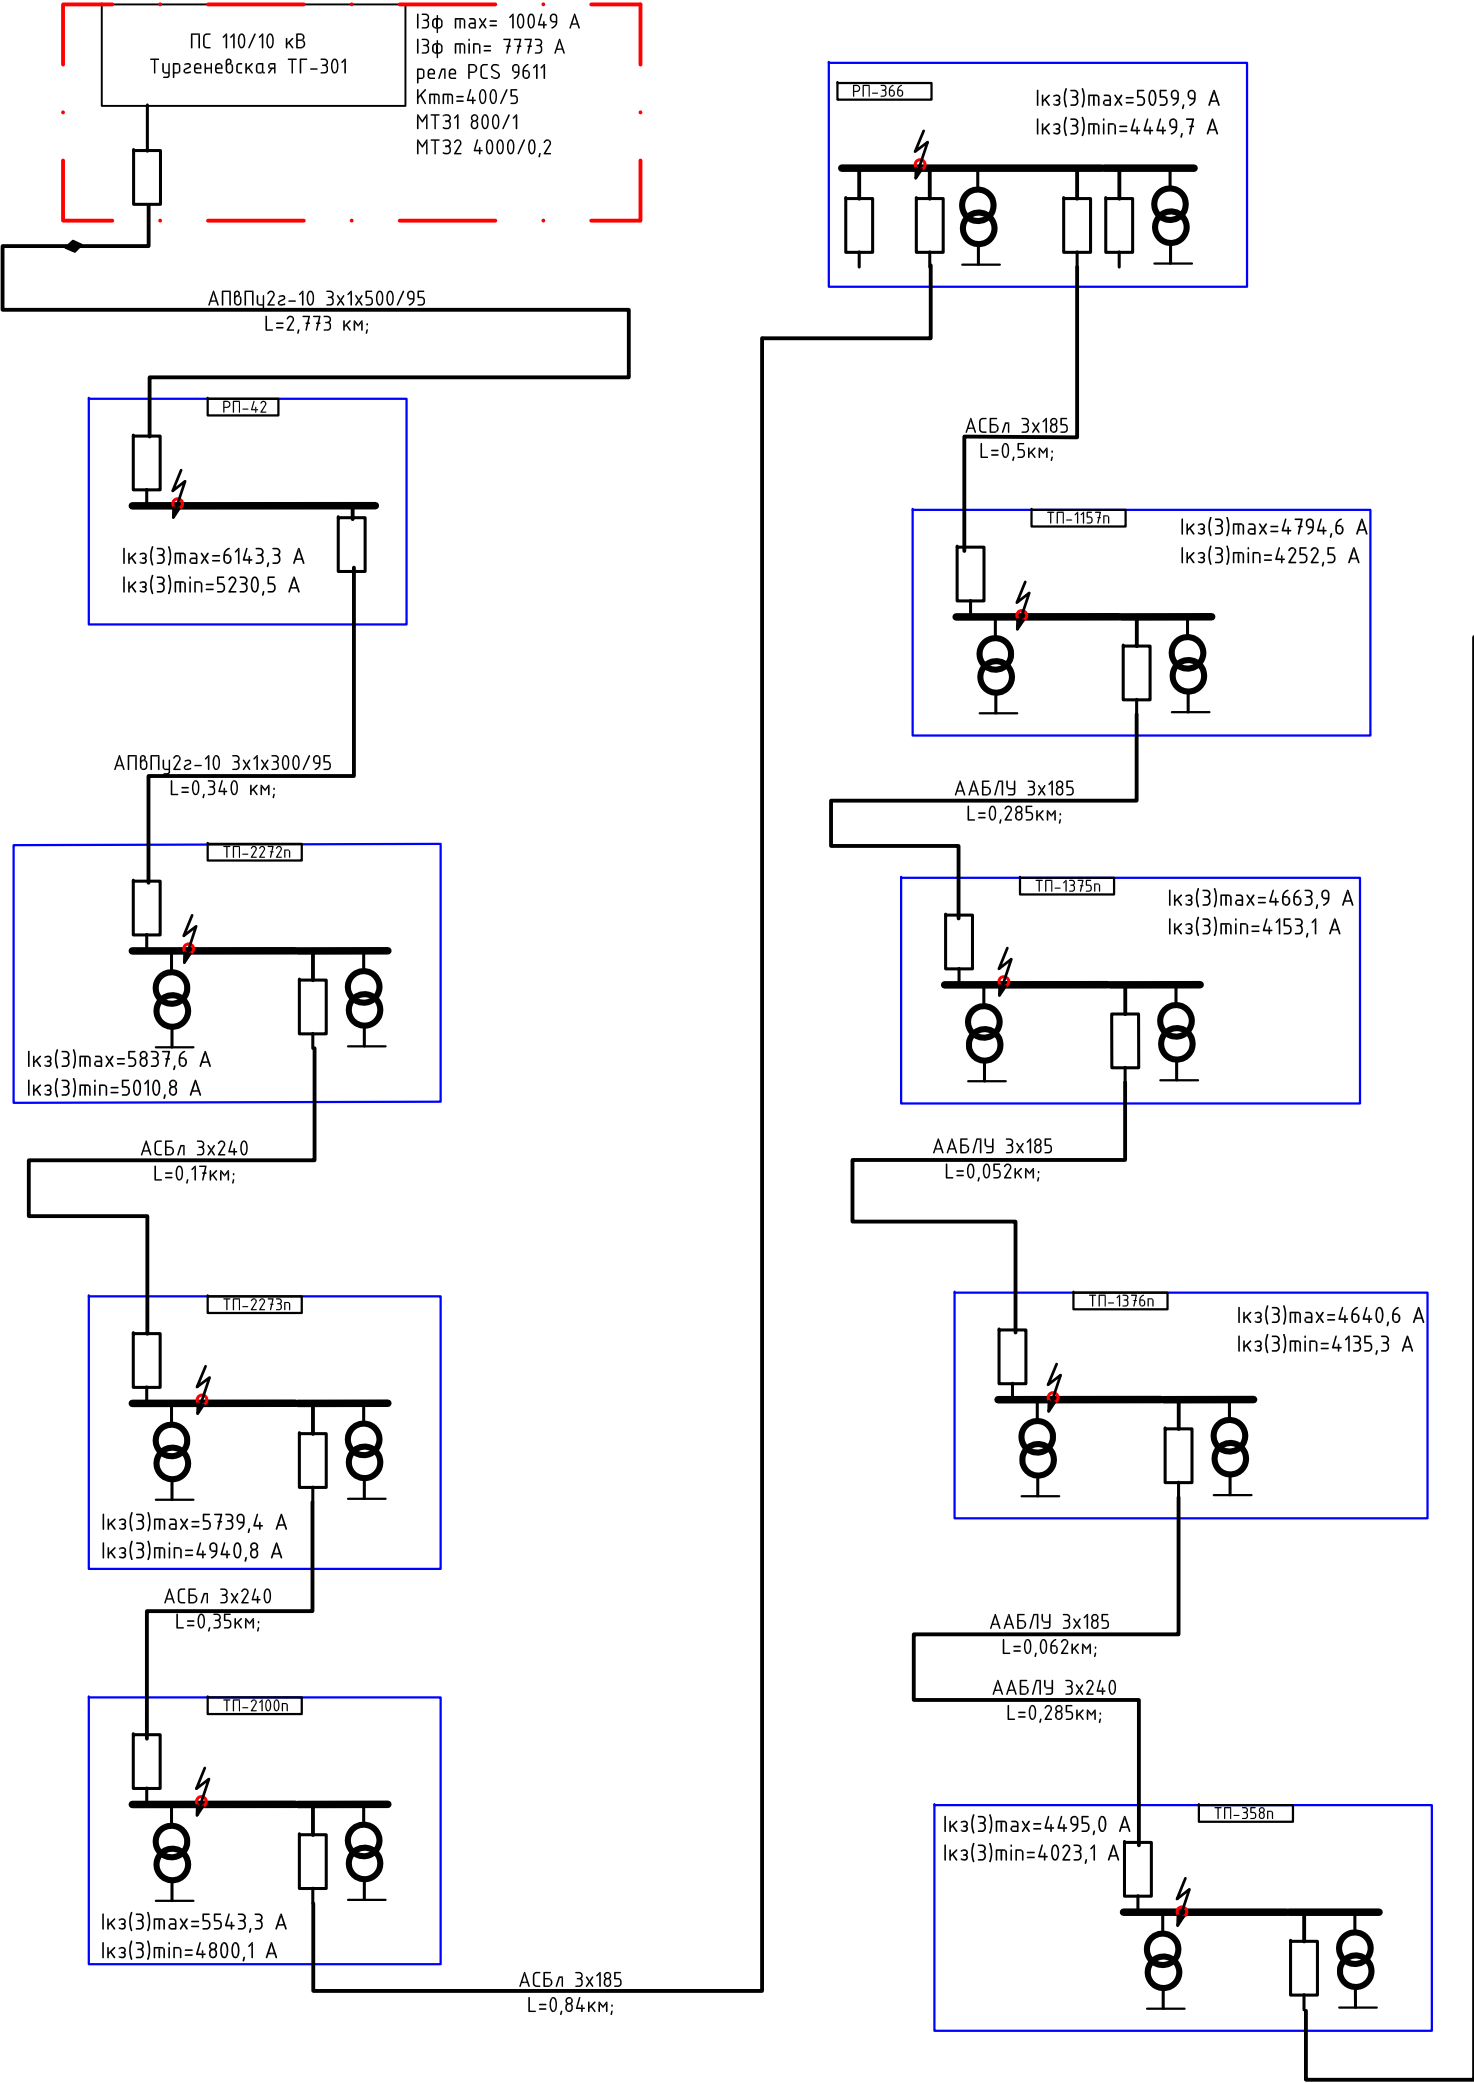 ПС 110/10 кВ
Тургеневская ТГ-301
I3ф max= 10049 А
I3ф min= 7773 А
реле PCS 9611
Kтт=400/5
МТЗ1 800/1
МТЗ2 4000/0,2
АПвПу2г-10 3х1х500/95
L=2,773 км;
РП-42
Iкз(3)max=6143,3 А
Iкз(3)min=5230,5 А
АПвПу2г-10 3х1х300/95
L=0,340 км;
ТП-2272п
Iкз(3)max=5837,6 А
Iкз(3)min=5010,8 А
АСБл 3х240
L=0,17км;
ТП-2273п
Iкз(3)max=5739,4 А
Iкз(3)min=4940,8 А
АСБл 3х240
L=0,35км;
ТП-2100п
Iкз(3)max=5543,3 А
Iкз(3)min=4800,1 А
АСБл 3х185
L=0,84км;
РП-366
Iкз(3)max=5059,9 А
Iкз(3)min=4449,7 А
АСБл 3х185
L=0,5км;
ТП-1157п
Iкз(3)max=4794,6 А
Iкз(3)min=4252,5 А
ААБЛУ 3х185
L=0,285км;
ТП-1375п
Iкз(3)max=4663,9 А
Iкз(3)min=4153,1 А
ААБЛУ 3х185
L=0,052км;
ТП-1376п
Iкз(3)max=4640,6 А
Iкз(3)min=4135,3 А
ААБЛУ 3х185
L=0,062км;
ААБЛУ 3х240
L=0,285км;
ТП-358п
Iкз(3)max=4495,0 А
Iкз(3)min=4023,1 А